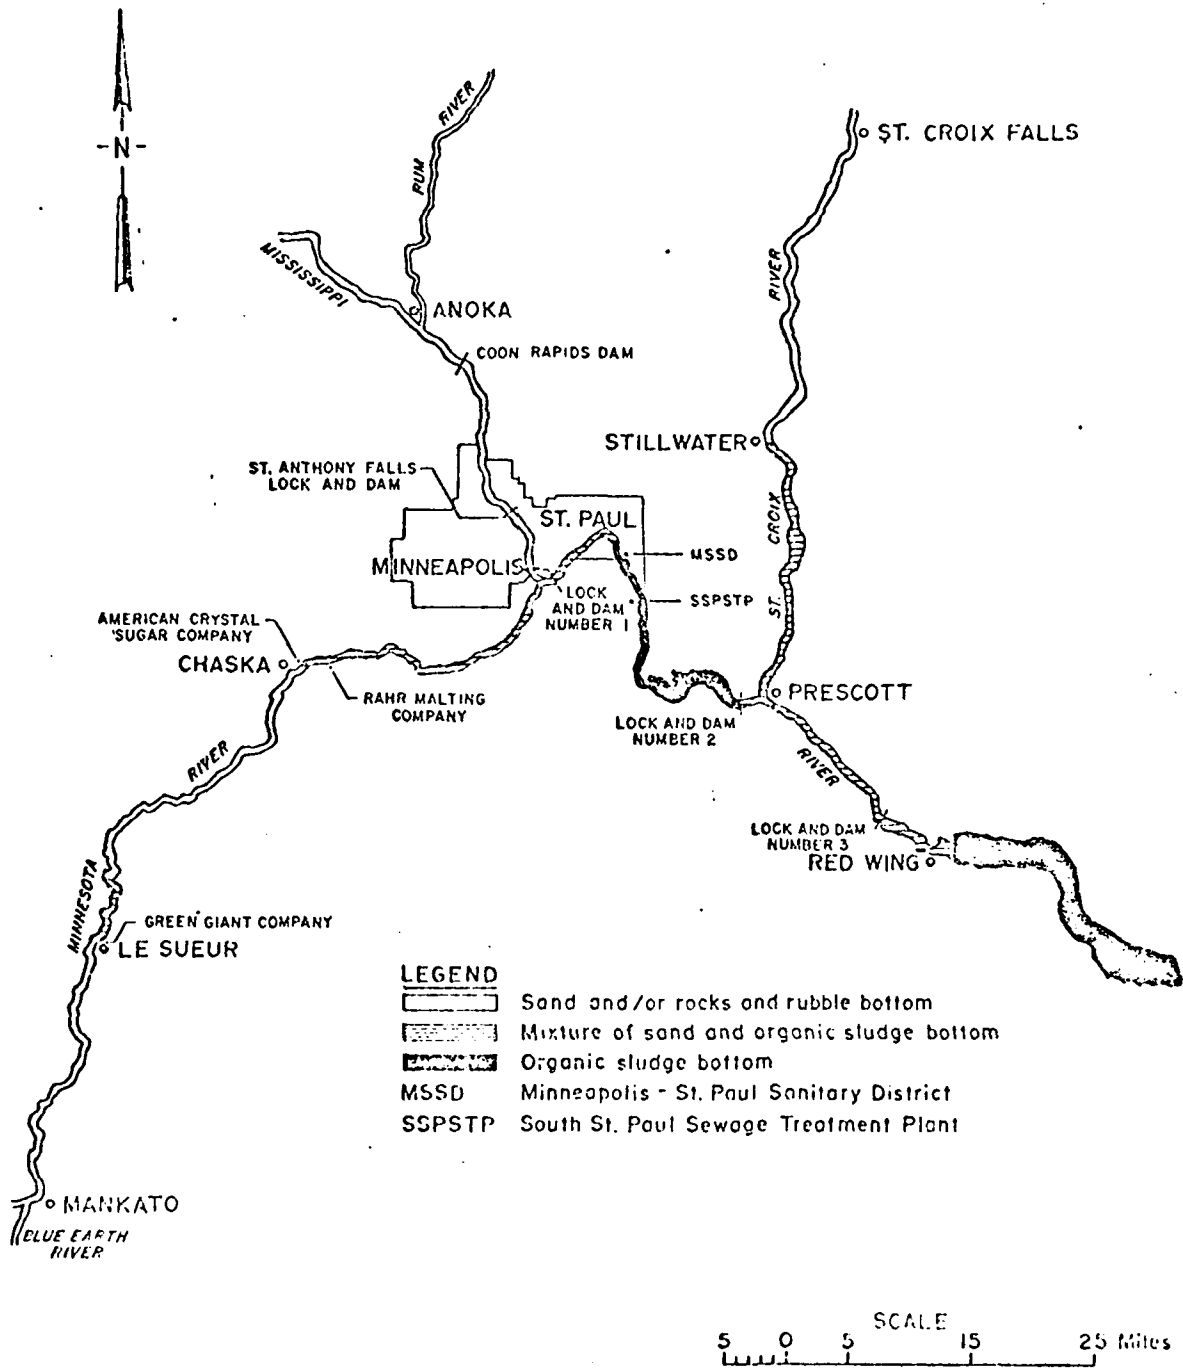 -N-
RUM RIVER
MISSISSIPPI
ANOKA
COON RAPIDS DAM
ST. CROIX FALLS
RIVER
STILLWATER
ST. CROIX
ST. ANTHONY FALLS
LOCK AND DAM
ST. PAUL
MINNEAPOLIS
MSSD
LOCK
AND DAM
NUMBER 1
SSPSTP
AMERICAN CRYSTAL
SUGAR COMPANY
CHASKA
RAHR MALTING
COMPANY
PRESCOTT
LOCK AND DAM
NUMBER 2
RIVER
RIVER
LOCK AND DAM
NUMBER 3
RED WING
MINNESOTA
GREEN GIANT COMPANY
LE SUEUR
LEGEND
Sand and/or rocks and rubble bottom
Mixture of sand and organic sludge bottom
Organic sludge bottom
MSSD Minneapolis - St. Paul Sanitary District
SSPSTP South St. Paul Sewage Treatment Plant
MANKATO
BLUE EARTH
RIVER
SCALE
5 0 5 15 25 Miles